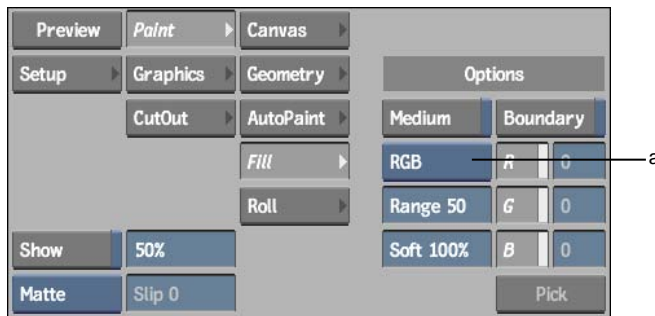 Preview Paint Canvas
Setup Graphics Geometry Options
CutOut AutoPaint Medium Boundary
Fill RGB R 0 a
Roll Range 50 G 0
Show 50% Soft 100% B 0
Matte Slip 0 Pick